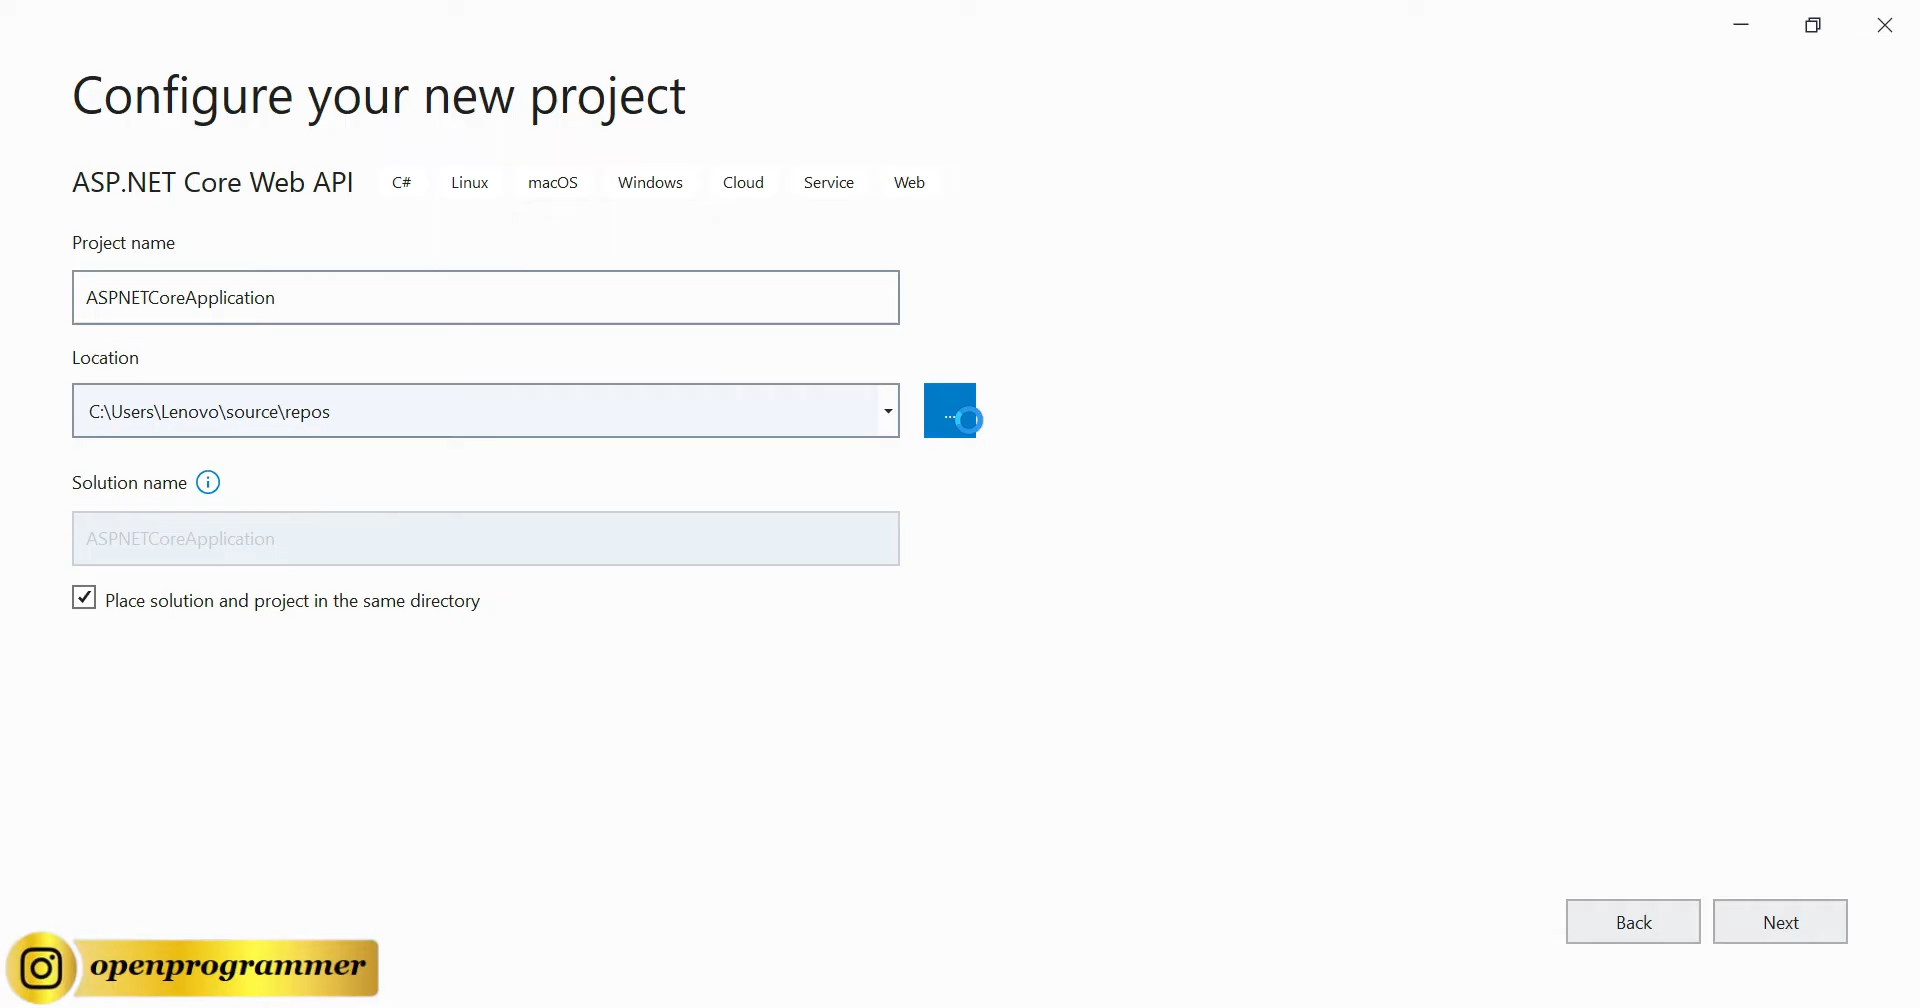 Configure your new project
ASP.NET Core Web API C# Linux macOS Windows Cloud Service Web
Project name
ASPNETCoreApplication
Location
C:\Users\Lenovo\source\repos
...
Solution name
ASPNETCoreApplication
Place solution and project in the same directory
Back Next
openprogrammer